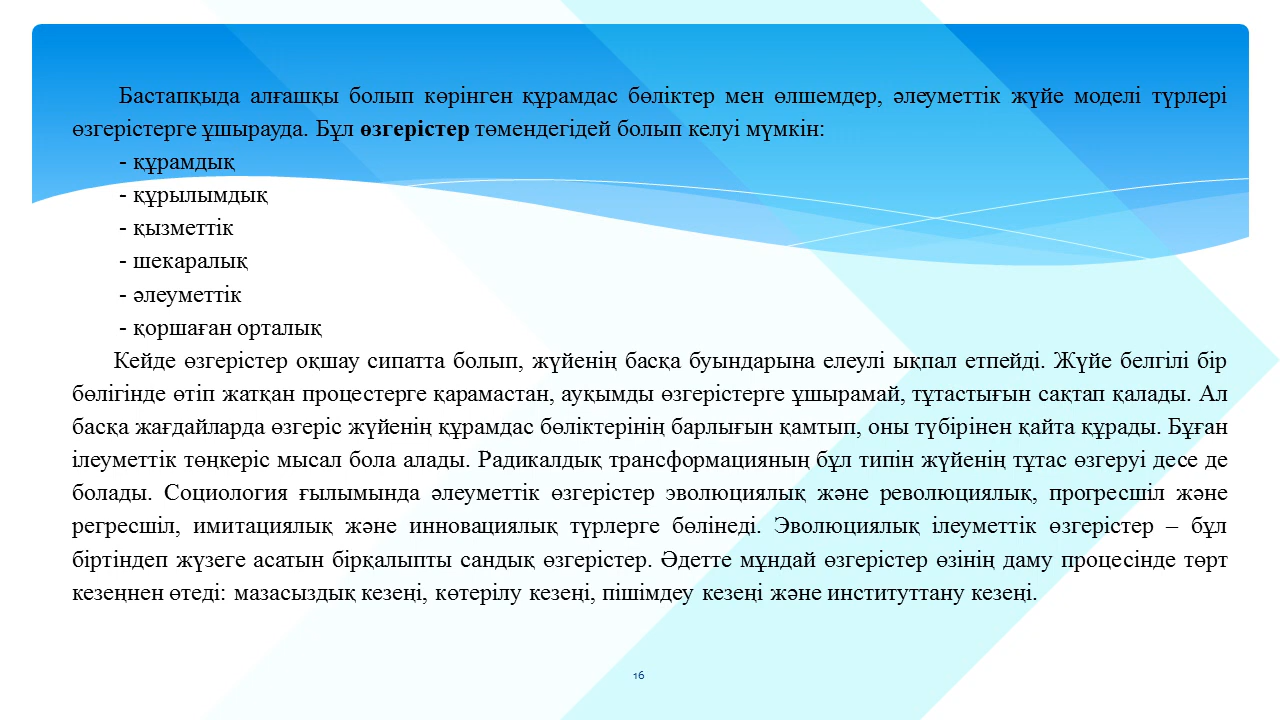 Бастапқыда алғашқы болып көрінген құрамдас бөліктер мен өлшемдер, әлеуметтік жүйе моделі түрлері
өзгерістерге ұшырауда. Бұл өзгерістер төмендегідей болып келуі мүмкін:
- құрамдық
- құрылымдық
- қызметтік
- шекаралық
- әлеуметтік
- қоршаған орталық
Кейде өзгерістер оқшау сипатта болып, жүйенің басқа буындарына елеулі ықпал етпейді. Жүйе белгілі бір
бөлігінде өтіп жатқан процестерге қарамастан, ауқымды өзгерістерге ұшырамай, тұтастығын сақтап қалады. Ал
басқа жағдайларда өзгеріс жүйенің құрамдас бөліктерінің барлығын қамтып, оны түбірінен қайта құрады. Бұған
ілеуметтік төңкеріс мысал бола алады. Радикалдық трансформацияның бұл типін жүйенің тұтас өзгеруі десе де
болады. Социология ғылымында әлеуметтік өзгерістер эволюциялық және революциялық, прогресшіл және
регресшіл, имитациялық және инновациялық түрлерге бөлінеді. Эволюциялық ілеуметтік өзгерістер – бұл
біртіндеп жүзеге асатын бірқалыпты сандық өзгерістер. Әдетте мұндай өзгерістер өзінің даму процесінде төрт
кезеңнен өтеді: мазасыздық кезеңі, көтерілу кезеңі, пішімдеу кезеңі және институттану кезеңі.
16